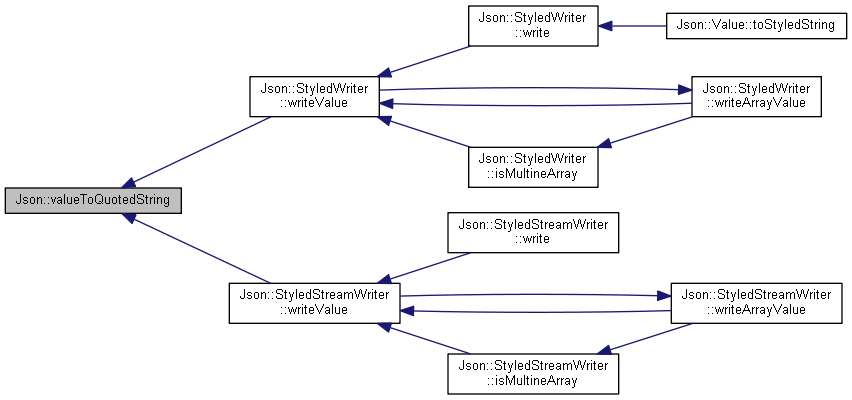 Json::StyledWriter
::write
Json::Value::toStyledString
Json::StyledWriter
::writeValue
Json::StyledWriter
::writeArrayValue
Json::StyledWriter
::isMultineArray
Json::valueToQuotedString
Json::StyledStreamWriter
::write
Json::StyledStreamWriter
::writeValue
Json::StyledStreamWriter
::writeArrayValue
Json::StyledStreamWriter
::isMultineArray